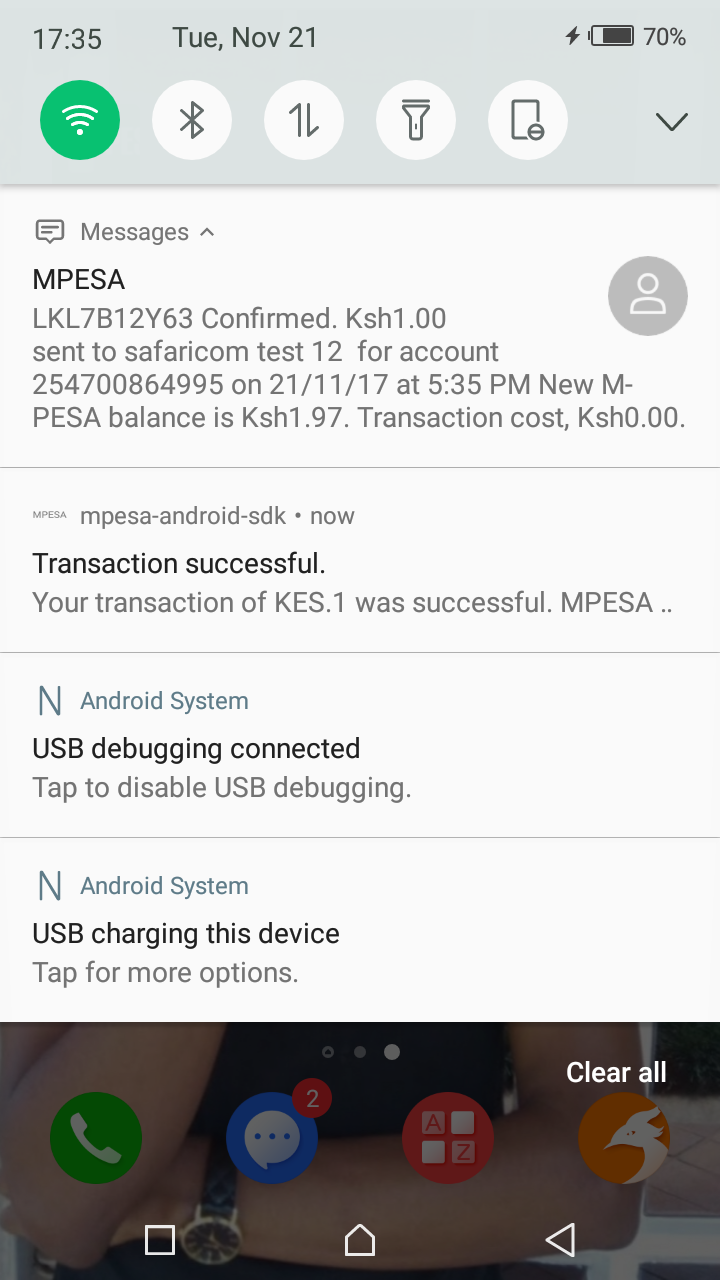 17:35 Tue, Nov 21 70%
Messages
MPESA
LKL7B12Y63 Confirmed. Ksh1.00
sent to safaricom test 12  for account
254700864995 on 21/11/17 at 5:35 PM New M-
PESA balance is Ksh1.97. Transaction cost, Ksh0.00.
MPESA mpesa-android-sdk • now
Transaction successful.
Your transaction of KES.1 was successful. MPESA ..
N Android System
USB debugging connected
Tap to disable USB debugging.
N Android System
USB charging this device
Tap for more options.
Clear all
2
A
Z